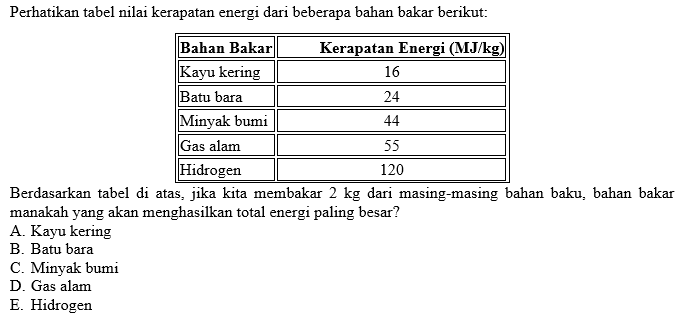 Perhatikan tabel nilai kerapatan energi dari beberapa bahan bakar berikut:
Bahan Bakar Kerapatan Energi (MJ/kg)
Kayu kering 16
Batu bara 24
Minyak bumi 44
Gas alam 55
Hidrogen 120
Berdasarkan tabel di atas, jika kita membakar 2 kg dari masing-masing bahan baku, bahan bakar
manakah yang akan menghasilkan total energi paling besar?
A. Kayu kering
B. Batu bara
C. Minyak bumi
D. Gas alam
E. Hidrogen